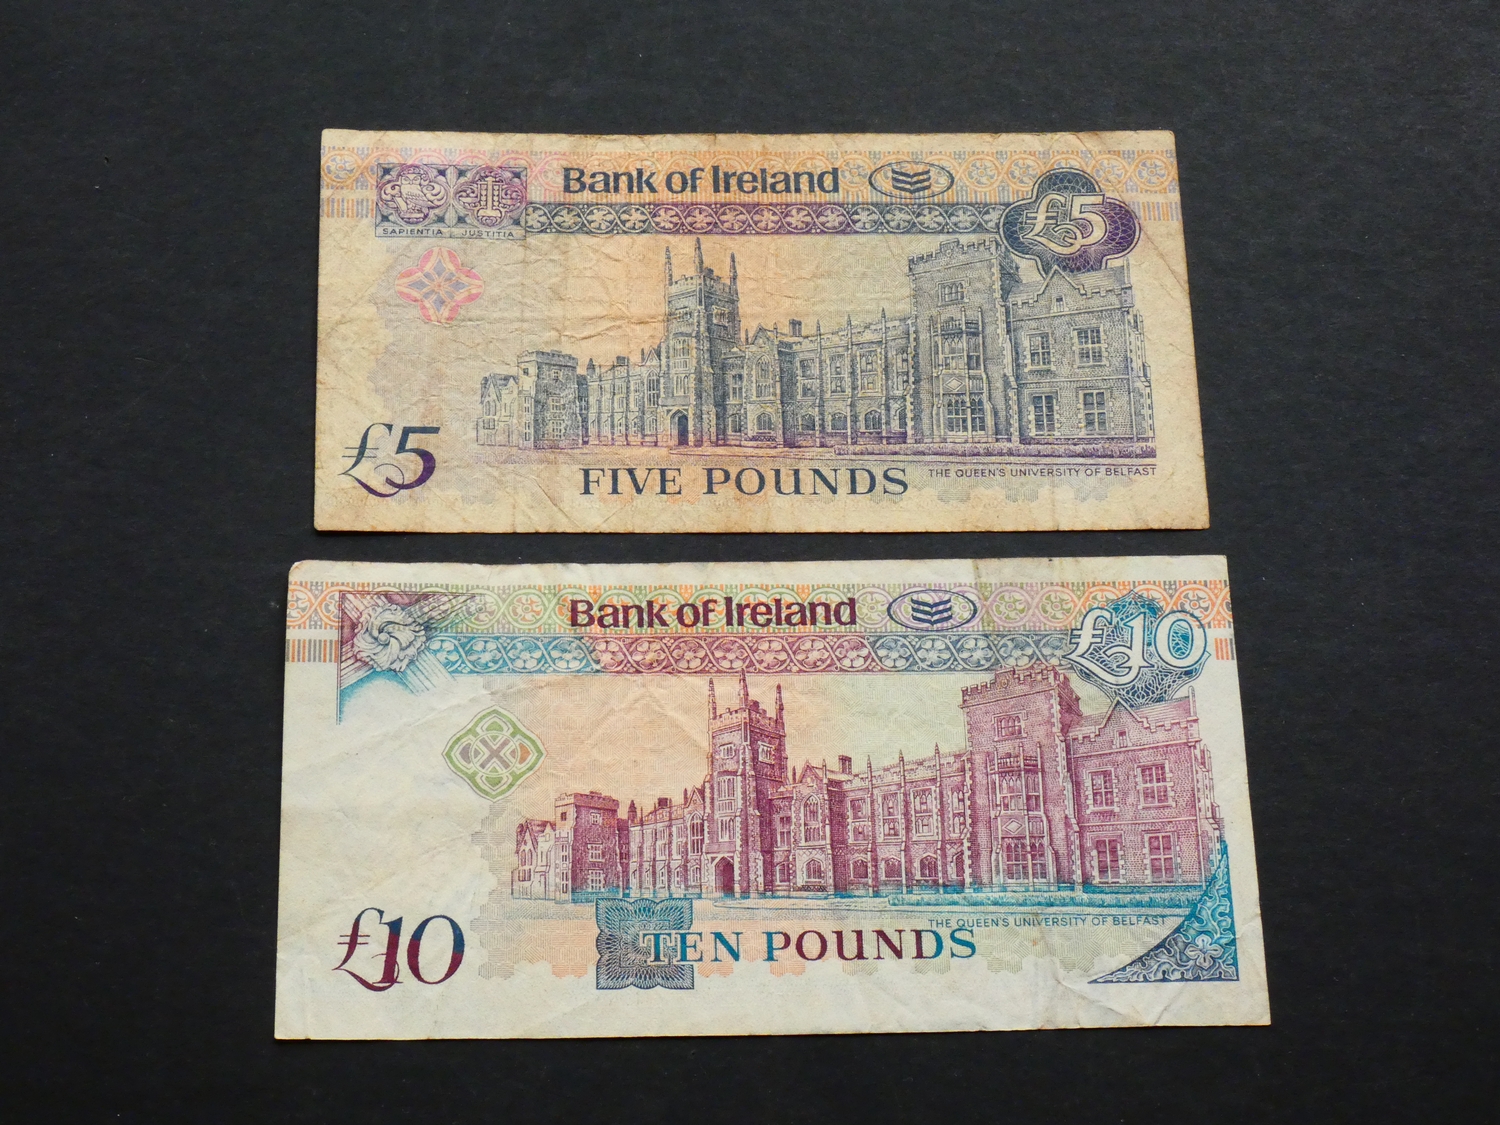 Bank of Ireland
£5
SAPIENTIA JUSTITIA
£5
FIVE POUNDS
THE QUEEN'S UNIVERSITY OF BELFAST
Bank of Ireland
£10
£10
TEN POUNDS
THE QUEEN'S UNIVERSITY OF BELFAST